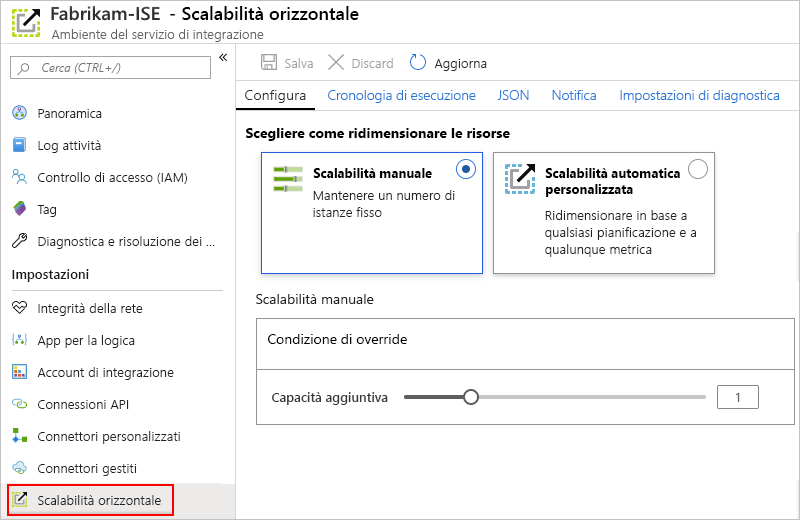 Fabrikam-ISE - Scalabilità orizzontale
Ambiente del servizio di integrazione
Cerca (CTRL+/)
«
Panoramica
Log attività
Controllo di accesso (IAM)
Tag
Diagnostica e risoluzione dei ...
Impostazioni
Integrità della rete
App per la logica
Account di integrazione
Connessioni API
Connettori personalizzati
Connettori gestiti
Scalabilità orizzontale
Salva Discard Aggiorna
Configura Cronologia di esecuzione JSON Notifica Impostazioni di diagnostica
Scegliere come ridimensionare le risorse
Scalabilità manuale
Mantenere un numero di
istanze fisso
Scalabilità automatica
personalizzata
Ridimensionare in base a
qualsiasi pianificazione e a
qualunque metrica
Scalabilità manuale
Condizione di override
Capacità aggiuntiva 1